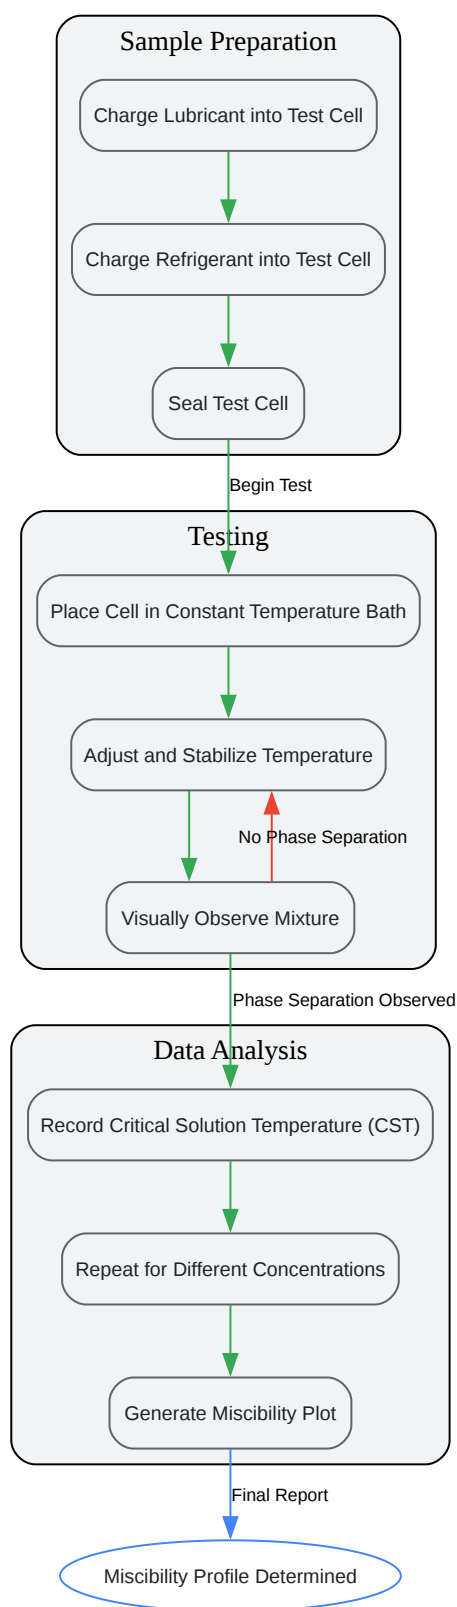 Sample Preparation
Charge Lubricant into Test Cell
Charge Refrigerant into Test Cell
Seal Test Cell
Begin Test
Testing
Place Cell in Constant Temperature Bath
Adjust and Stabilize Temperature
No Phase Separation
Visually Observe Mixture
Phase Separation Observed
Data Analysis
Record Critical Solution Temperature (CST)
Repeat for Different Concentrations
Generate Miscibility Plot
Final Report
Miscibility Profile Determined